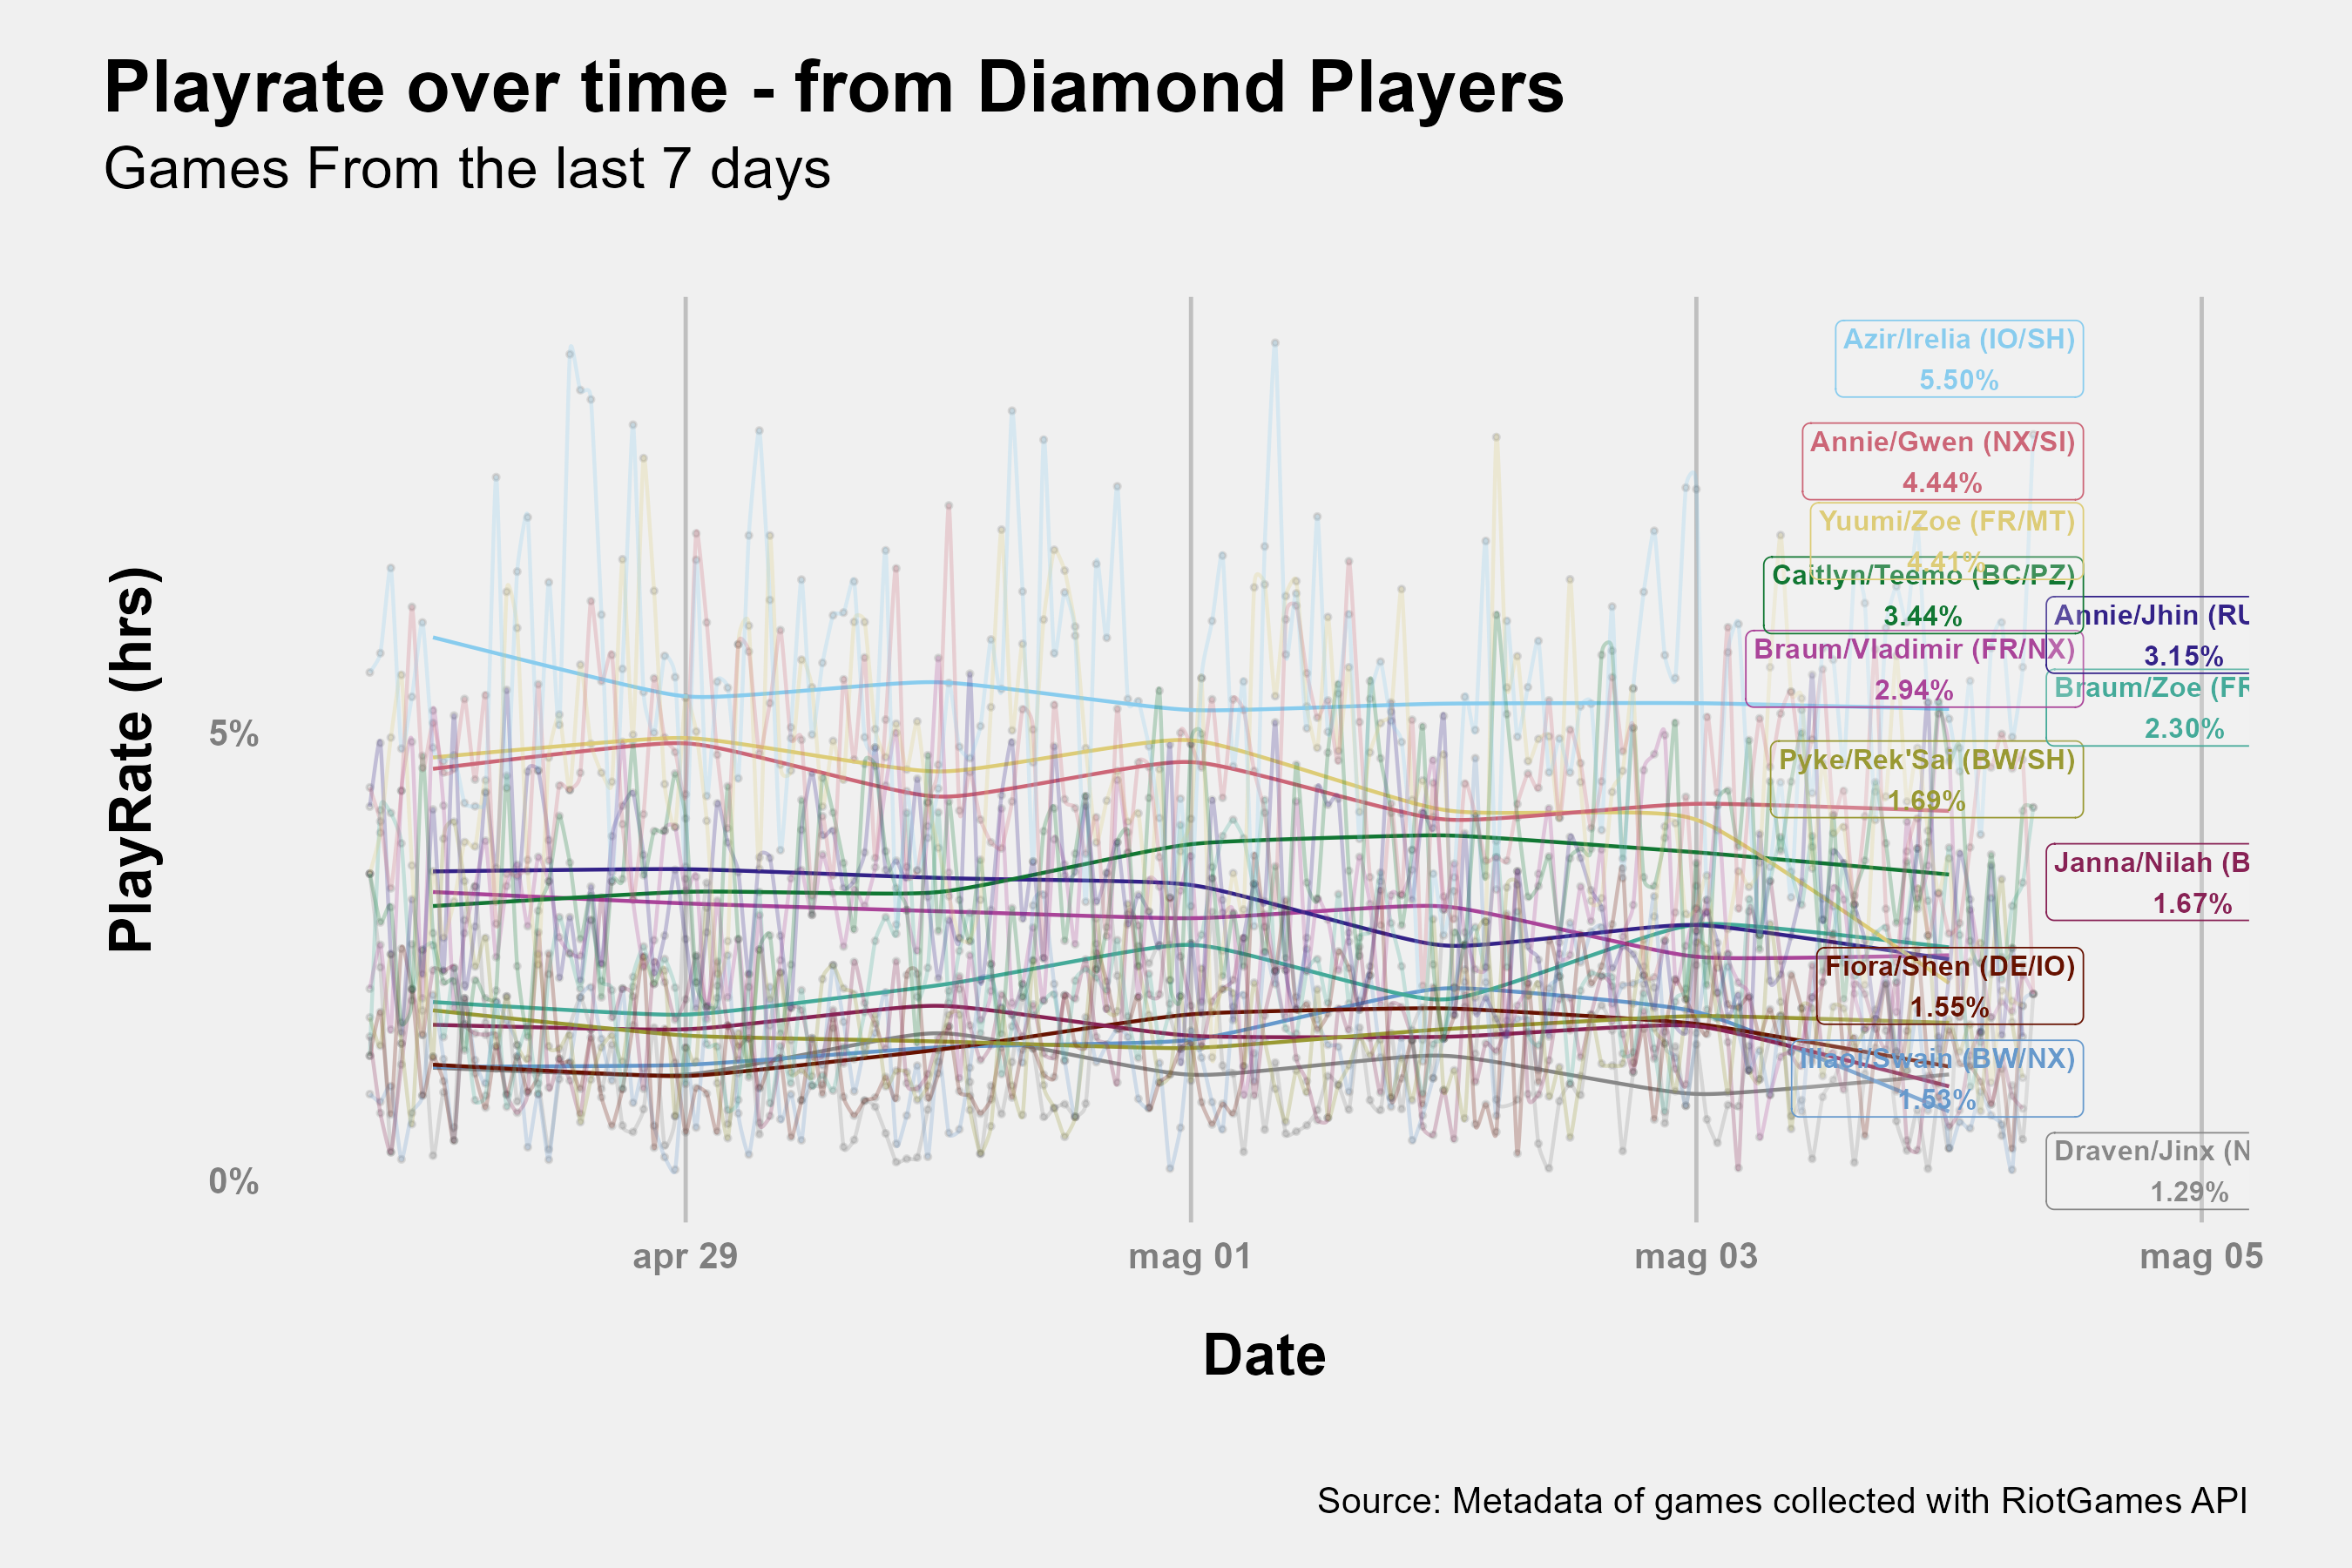 Playrate over time - from Diamond Players
Games From the last 7 days
PlayRate (hrs)
5%
0%
Azir/Irelia (IO/SH)
5.50%
Annie/Gwen (NX/SI)
4.44%
Yuumi/Zoe (FR/MT)
4.41%
Caitlyn/Teemo (BC/PZ)
3.44%
Annie/Jhin (RU
3.15%
Braum/Vladimir (FR/NX)
2.94%
Braum/Zoe (FR
2.30%
Pyke/Rek'Sai (BW/SH)
1.69%
Janna/Nilah (B
1.67%
Fiora/Shen (DE/IO)
1.55%
Illaoi/Swain (BW/NX)
1.53%
Draven/Jinx (N
1.29%
apr 29
mag 01
mag 03
mag 05
Date
Source: Metadata of games collected with RiotGames API